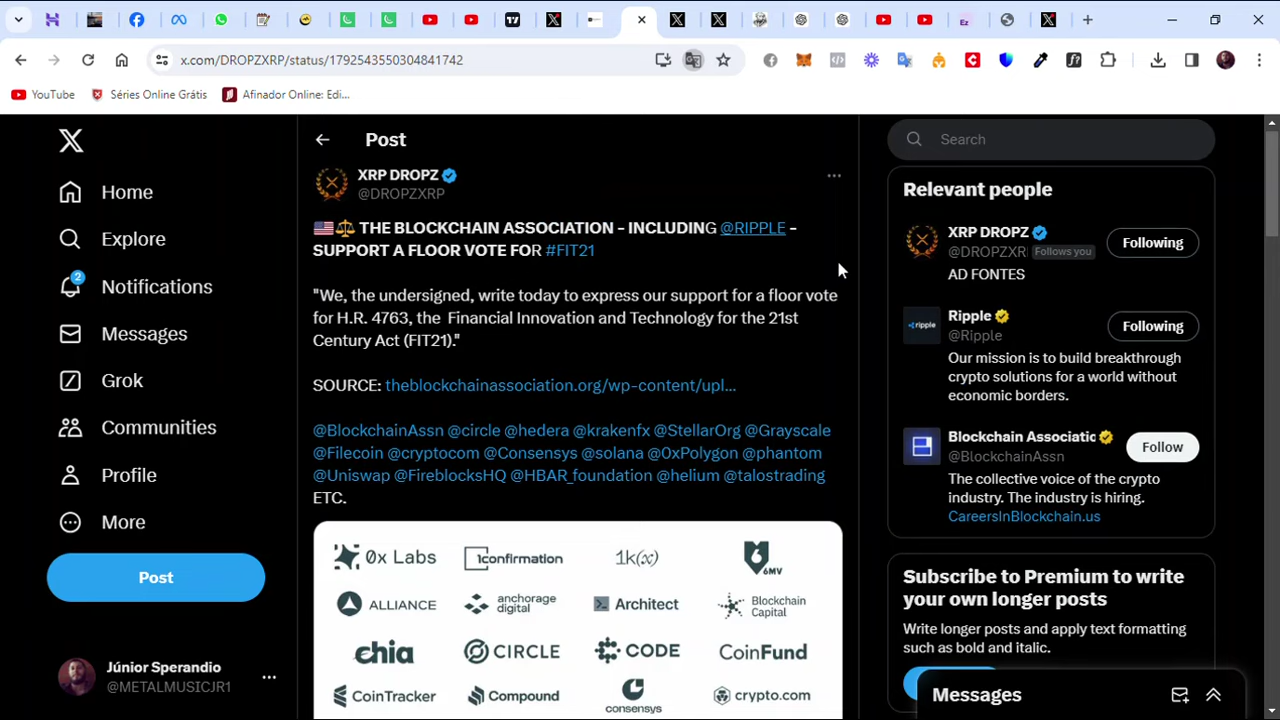 x.com/DROPZXRP/status/1792543550304841742
YouTube
Séries Online Grátis
Afinador Online: Edi...
Home
Explore
2
Notifications
Messages
Grok
Communities
Profile
More
Post
Júnior Sperandio
@METALMUSICJR1
Post
XRP DROPZ
@DROPZXRP
THE BLOCKCHAIN ASSOCIATION – INCLUDING @RIPPLE –
SUPPORT A FLOOR VOTE FOR #FIT21
"We, the undersigned, write today to express our support for a floor vote
for H.R. 4763, the Financial Innovation and Technology for the 21st
Century Act (FIT21)."
SOURCE: theblockchainassociation.org/wp-content/upl…
@BlockchainAssn @circle @hedera @krakenfx @StellarOrg @Grayscale
@Filecoin @cryptocom @Consensys @solana @0xPolygon @phantom
@Uniswap @FireblocksHQ @HBAR_foundation @helium @talostrading
ETC.
0x Labs
1confirmation
1k(x)
6MV
ALLIANCE
anchorage
digital
Architect
Blockchain
Capital
chia
CIRCLE
CODE
CoinFund
CoinTracker
Compound
consensys
crypto.com
Search
Relevant people
XRP DROPZ
@DROPZXRP Follows you
Following
AD FONTES
Ripple
@Ripple
Following
Our mission is to build breakthrough
crypto solutions for a world without
economic borders.
Blockchain Associatic
@BlockchainAssn
Follow
The collective voice of the crypto
industry. The industry is hiring.
CareersInBlockchain.us
Subscribe to Premium to write
your own longer posts
Write longer posts and apply text formatting
such as bold and italic.
Messages